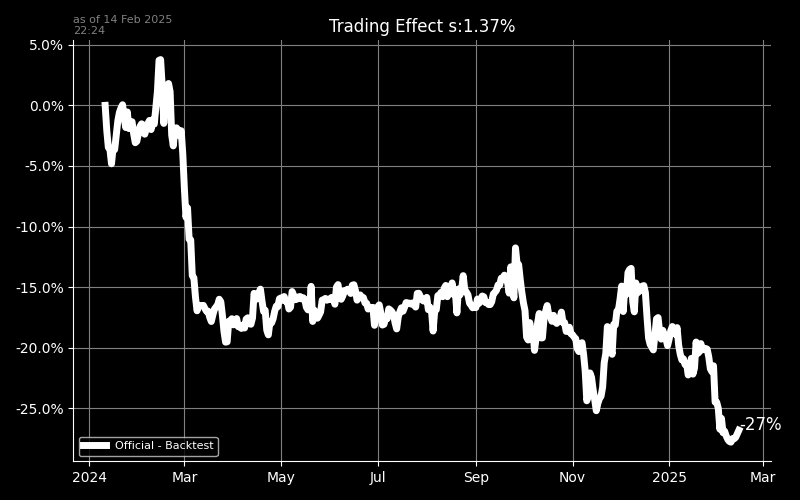 as of 14 Feb 2025
22:24
Trading Effect s:1.37%
5.0%
0.0%
-5.0%
-10.0%
-15.0%
-20.0%
-25.0%
-27%
Official - Backtest
2024 Mar May Jul Sep Nov 2025 Mar